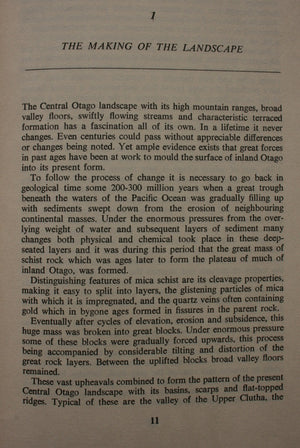 1
THE MAKING OF THE LANDSCAPE
The Central Otago landscape with its high mountain ranges, broad
valley floors, swiftly flowing streams and characteristic terraced
formation has a fascination all of its own. In a lifetime it never
changes. Even centuries could pass without appreciable differences
or changes being noted. Yet ample evidence exists that great forces
in past ages have been at work to mould the surface of inland Otago
into its present form.
To follow the process of change it is necessary to go back in
geological time some 200-300 million years when a great trough
beneath the waters of the Pacific Ocean was gradually filling up
with sediments swept down from the erosion of neighbouring
continental masses. Under the enormous pressures from the over-
lying weight of water and subsequent layers of sediment many
changes both physical and chemical took place in these deep-
seated layers and it was during this period that the great mass of
schist rock which was ages later to form the plateau of much of
inland Otago, was formed.
Distinguishing features of mica schist are its cleavage properties,
making it easy to split into layers, the glistening particles of mica
with which it is impregnated, and the quartz veins often containing
gold which in bygone ages formed in fissures in the parent rock.
Eventually after cycles of elevation, erosion and subsidence, this
huge mass was broken into great blocks. Under enormous pressure
some of these blocks were gradually forced upwards, this process
being accompanied by considerable tilting and distortion of the
great rock layers. Between the uplifted blocks broad valley floors
remained.
These vast upheavals combined to form the pattern of the present
Central Otago landscape with its basins, scarps and flat-topped
ridges. Typical of these are the valley of the Upper Clutha, the
11